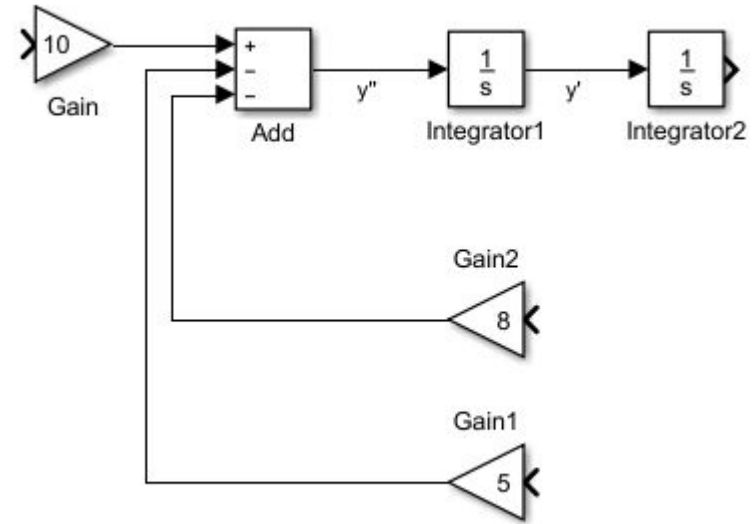 10
Gain
+
−
−
Add
y"
1
s
Integrator1
y'
1
s
Integrator2
Gain2
8
Gain1
5